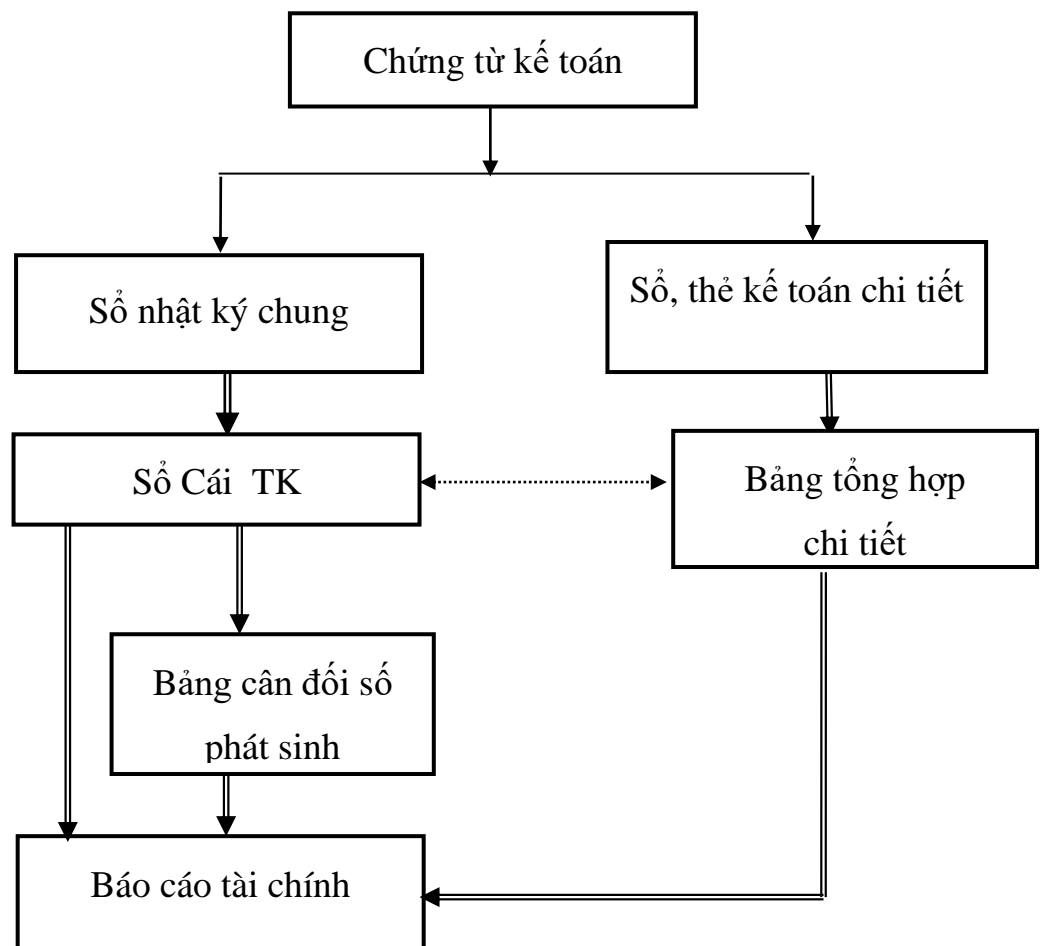 Chứng từ kế toán
Sổ nhật ký chung
Sổ, thẻ kế toán chi tiết
Sổ Cái TK
Bảng tổng hợp
chi tiết
Bảng cân đối số
phát sinh
Báo cáo tài chính